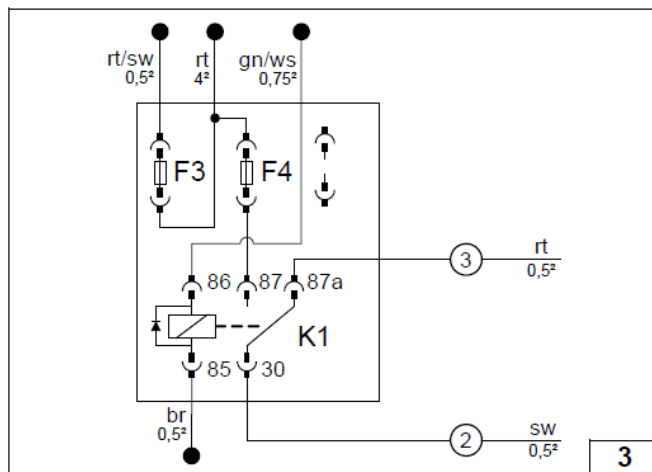 rt/sw
0,5²
rt
4²
gn/ws
0,75²
F3
F4
86
87
87a
3
rt
0,5²
K1
85
30
br
0,5²
2
sw
0,5²
3